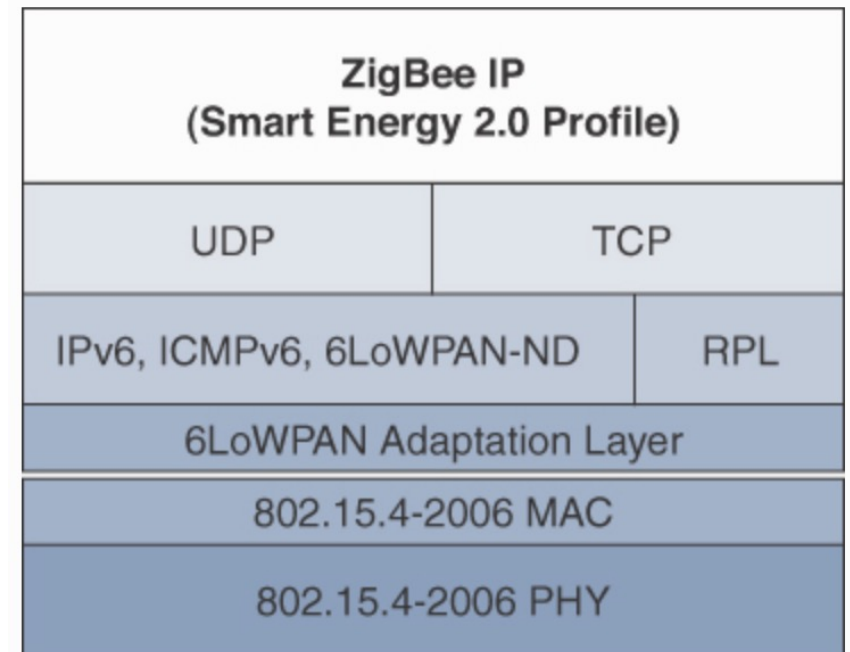 ZigBee IP
(Smart Energy 2.0 Profile)
UDP
TCP
IPv6, ICMPv6, 6LoWPAN-ND
RPL
6LoWPAN Adaptation Layer
802.15.4-2006 MAC
802.15.4-2006 PHY